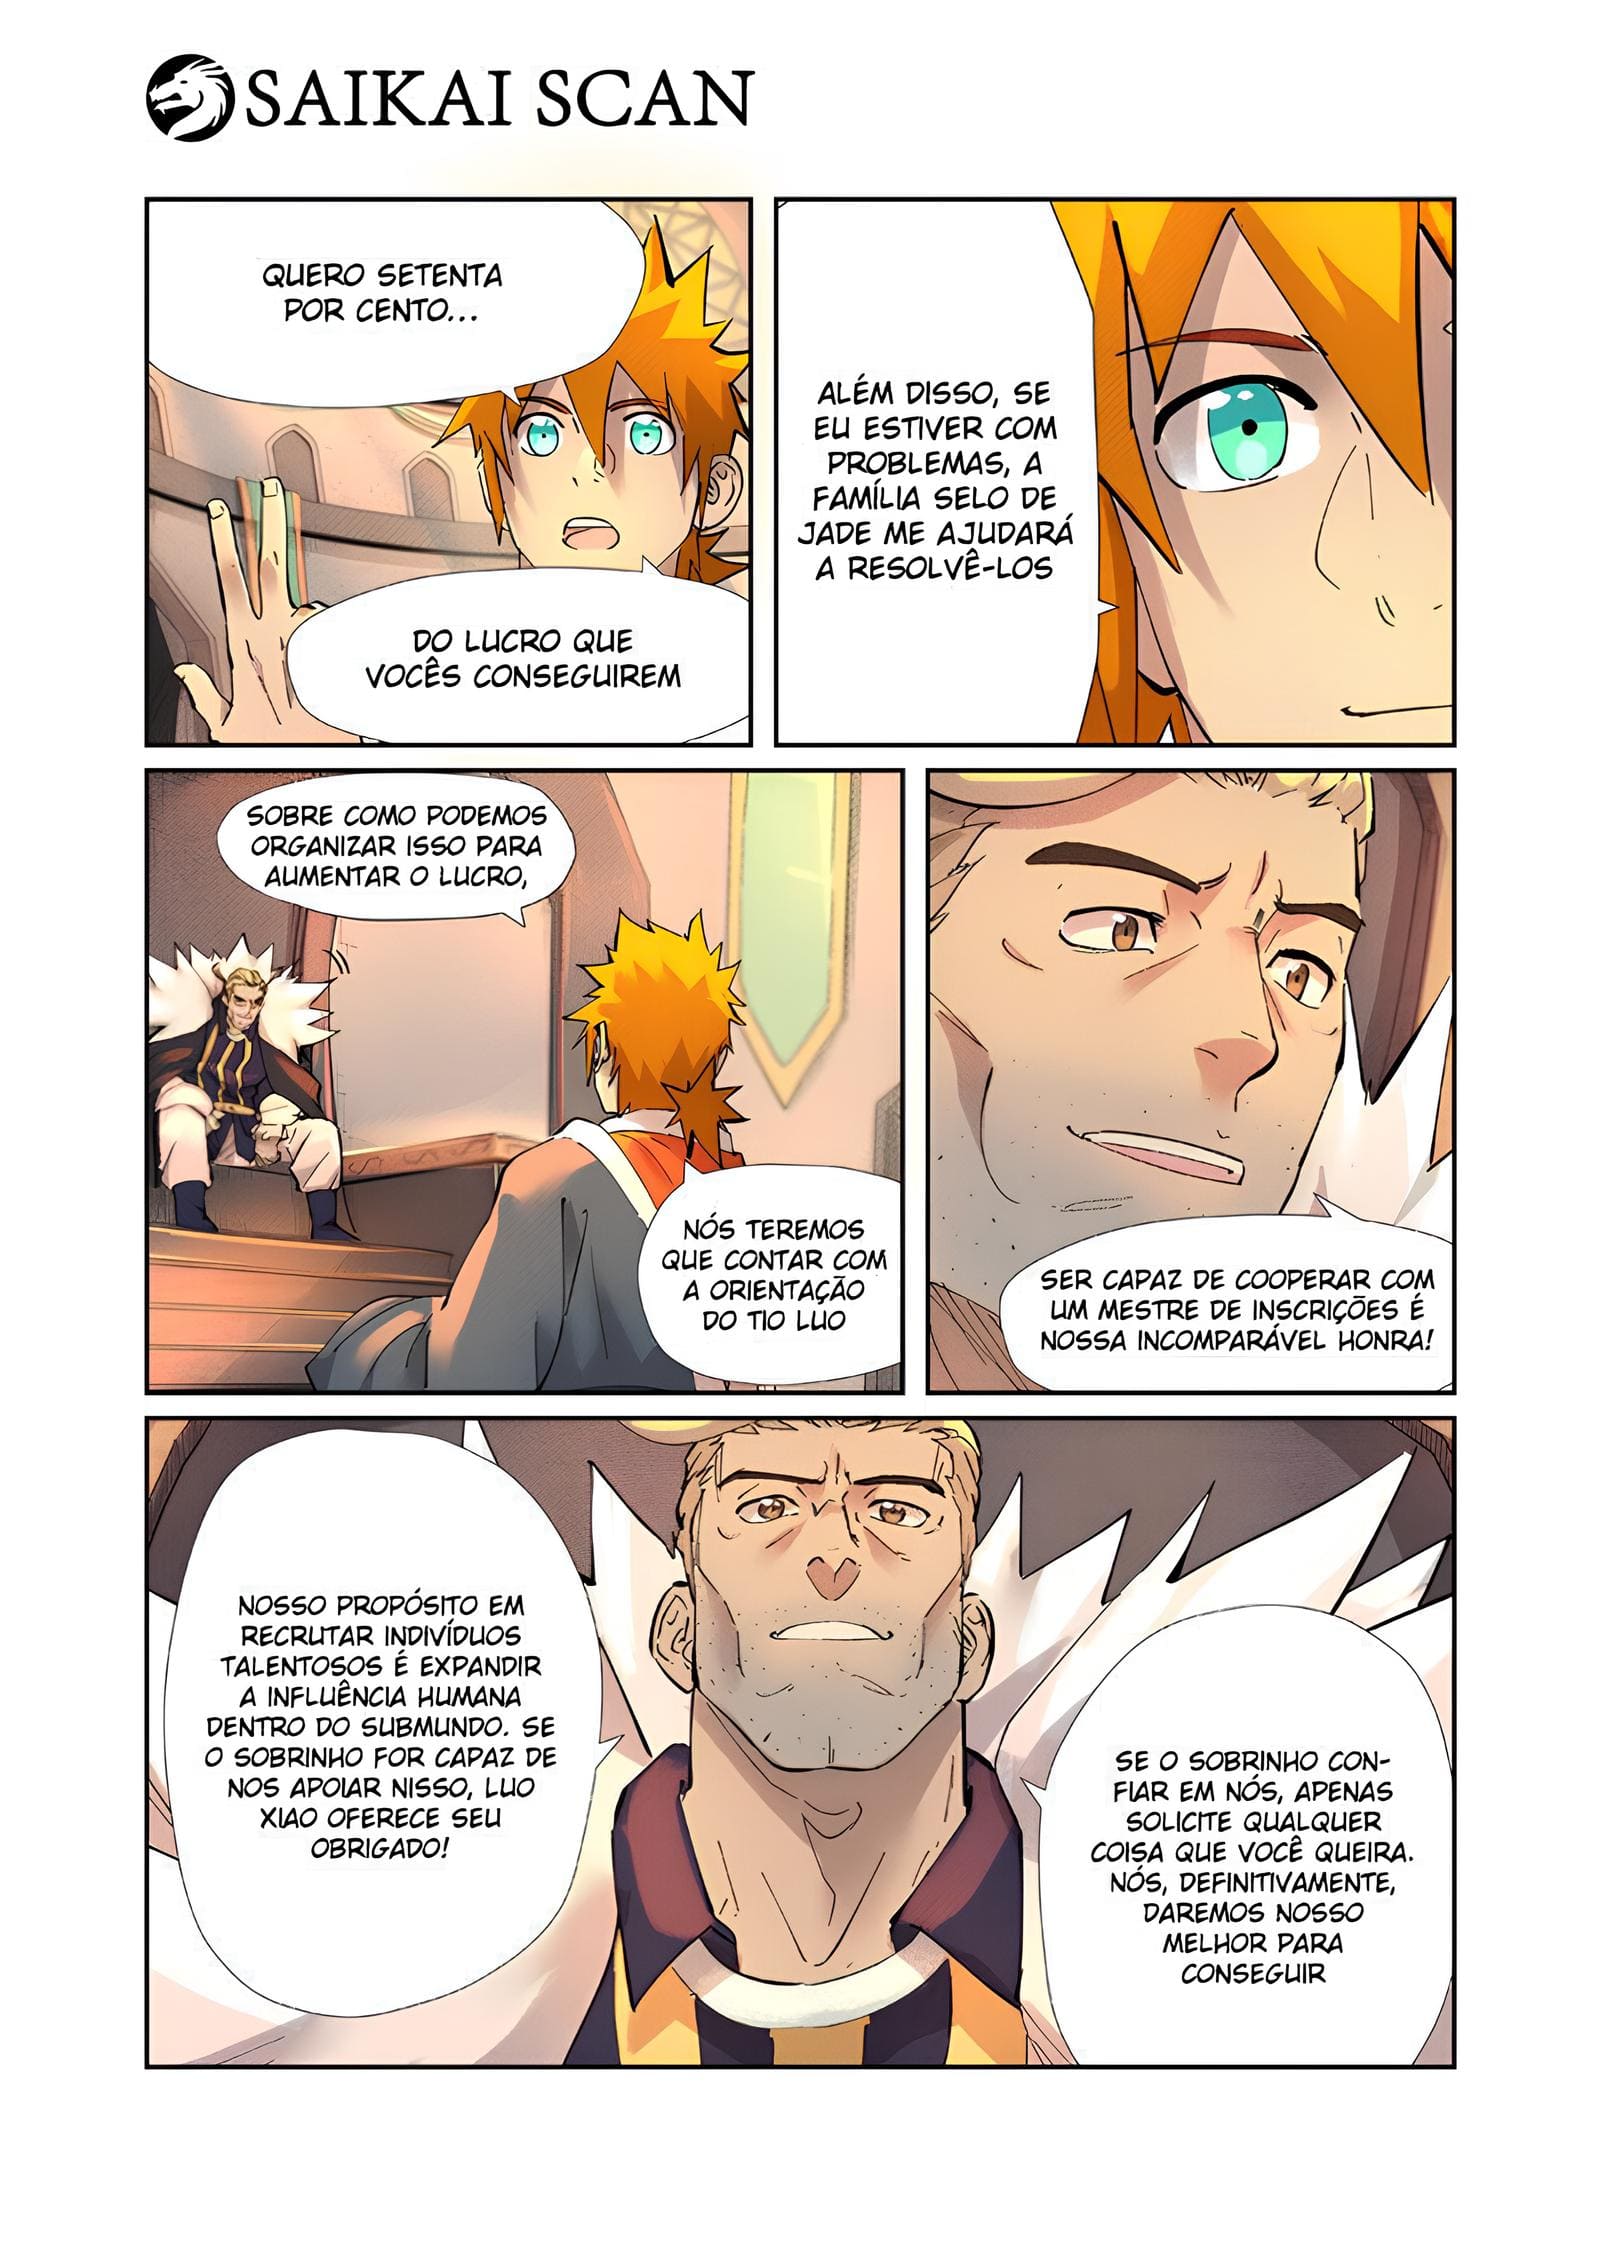 SAIKAI SCAN
QUERO SETENTA
POR CENTO...
DO LUCRO QUE
VOCÊS CONSEGUIREM
ALÉM DISSO, SE
EU ESTIVER COM
PROBLEMAS, A
FAMÍLIA SELO DE
JADE ME AJUDARÁ
A RESOLVÊ-LOS
SOBRE COMO PODEMOS
ORGANIZAR ISSO PARA
AUMENTAR O LUCRO,
NÓS TEREMOS
QUE CONTAR COM
A ORIENTAÇÃO
DO TIO LUO
SER CAPAZ DE COOPERAR COM
UM MESTRE DE INSCRIÇÕES É
NOSSA INCOMPARÁVEL HONRA!
NOSSO PROPÓSITO EM
RECRUTAR INDIVÍDUOS
TALENTOSOS É EXPANDIR
A INFLUÊNCIA HUMANA
DENTRO DO SUBMUNDO. SE
O SOBRINHO FOR CAPAZ DE
NOS APOIAR NISSO, LUO
XIAO OFERECE SEU
OBRIGADO!
SE O SOBRINHO CON-
FIAR EM NÓS, APENAS
SOLICITE QUALQUER
COISA QUE VOCÊ QUEIRA.
NÓS, DEFINITIVAMENTE,
DAREMOS NOSSO
MELHOR PARA
CONSEGUIR